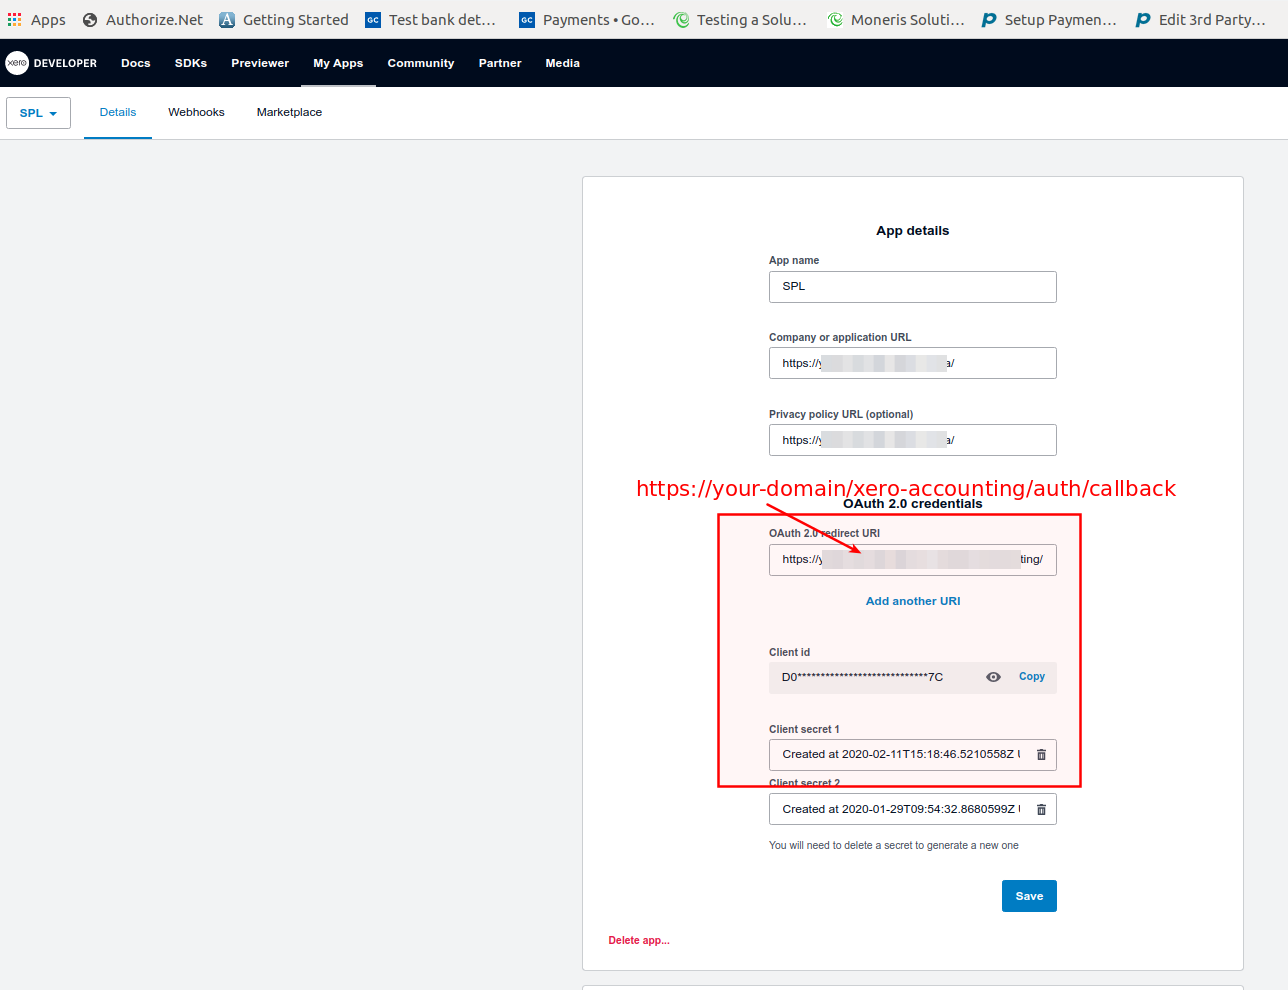 Apps Authorize.Net Getting Started Test bank det… Payments • Go… Testing a Solu… Moneris Soluti… Setup Paymen… Edit 3rd Party…
xero DEVELOPER Docs SDKs Previewer My Apps Community Partner Media
SPL Details Webhooks Marketplace
App details
App name
SPL
Company or application URL
https://y a/
Privacy policy URL (optional)
https://y a/
https://your-domain/xero-accounting/auth/callback
OAuth 2.0 credentials
OAuth 2.0 redirect URI
https://y ting/
Add another URI
Client id
D0****************************7C Copy
Client secret 1
Created at 2020-02-11T15:18:46.5210558Z
Client secret 2
Created at 2020-01-29T09:54:32.8680599Z
You will need to delete a secret to generate a new one
Save
Delete app...